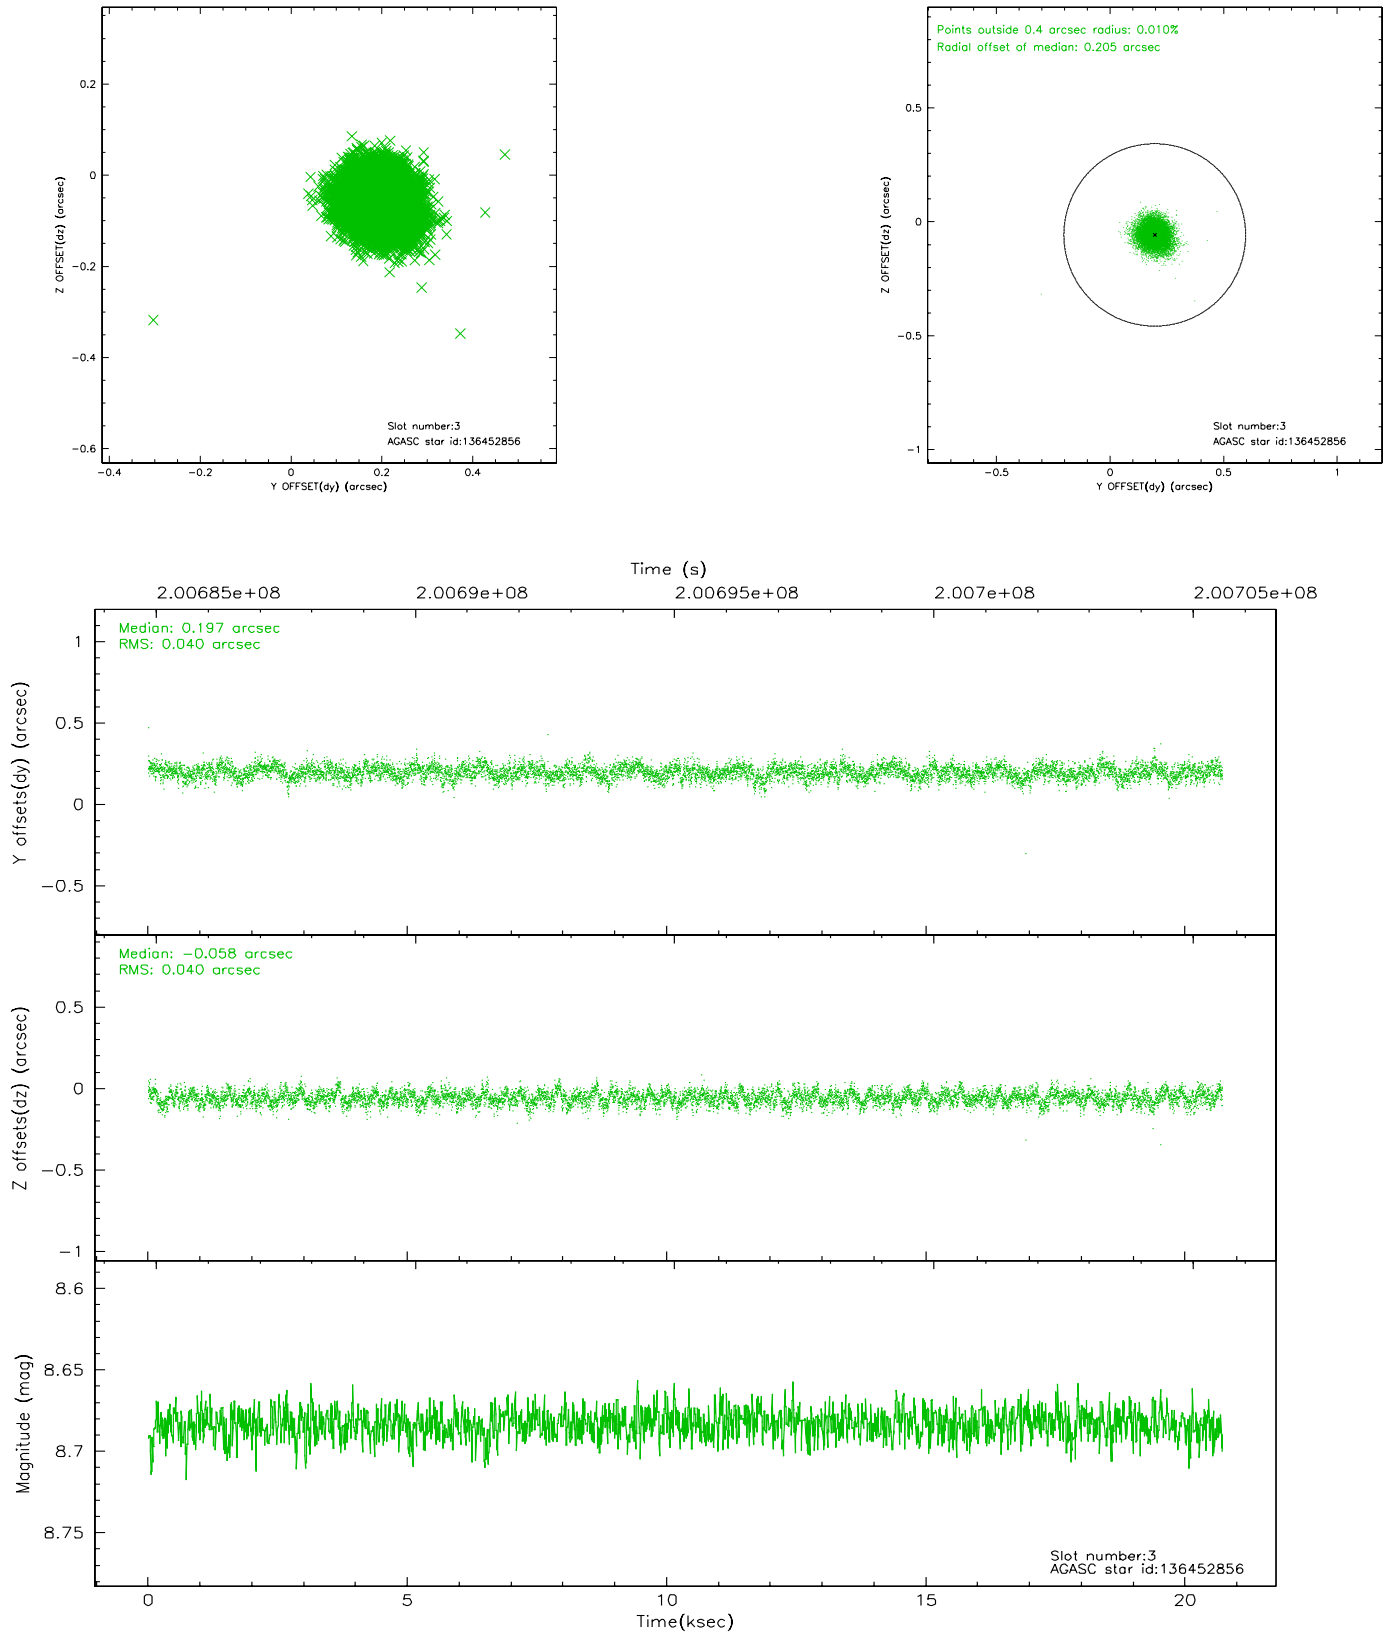 0.2
0
-0.2
-0.4
-0.6
Z OFFSET(dz) (arcsec)
Slot number:3
AGASC star id:136452856
-0.4 -0.2 0 0.2 0.4
Y OFFSET(dy) (arcsec)
Points outside 0.4 arcsec radius: 0.010%
Radial offset of median: 0.205 arcsec
0.5
0
-0.5
-1
Z OFFSET(dz) (arcsec)
Slot number:3
AGASC star id:136452856
-0.5 0 0.5 1
Y OFFSET(dy) (arcsec)
Time (s)
2.00685e+08 2.0069e+08 2.00695e+08 2.007e+08 2.00705e+08
Median: 0.197 arcsec
RMS: 0.040 arcsec
1
0.5
0
-0.5
Y offsets(dy) (arcsec)
Median: -0.058 arcsec
RMS: 0.040 arcsec
0.5
0
-0.5
-1
Z offsets(dz) (arcsec)
8.6
8.65
8.7
8.75
Magnitude (mag)
Slot number:3
AGASC star id:136452856
0 5 10 15 20
Time(ksec)